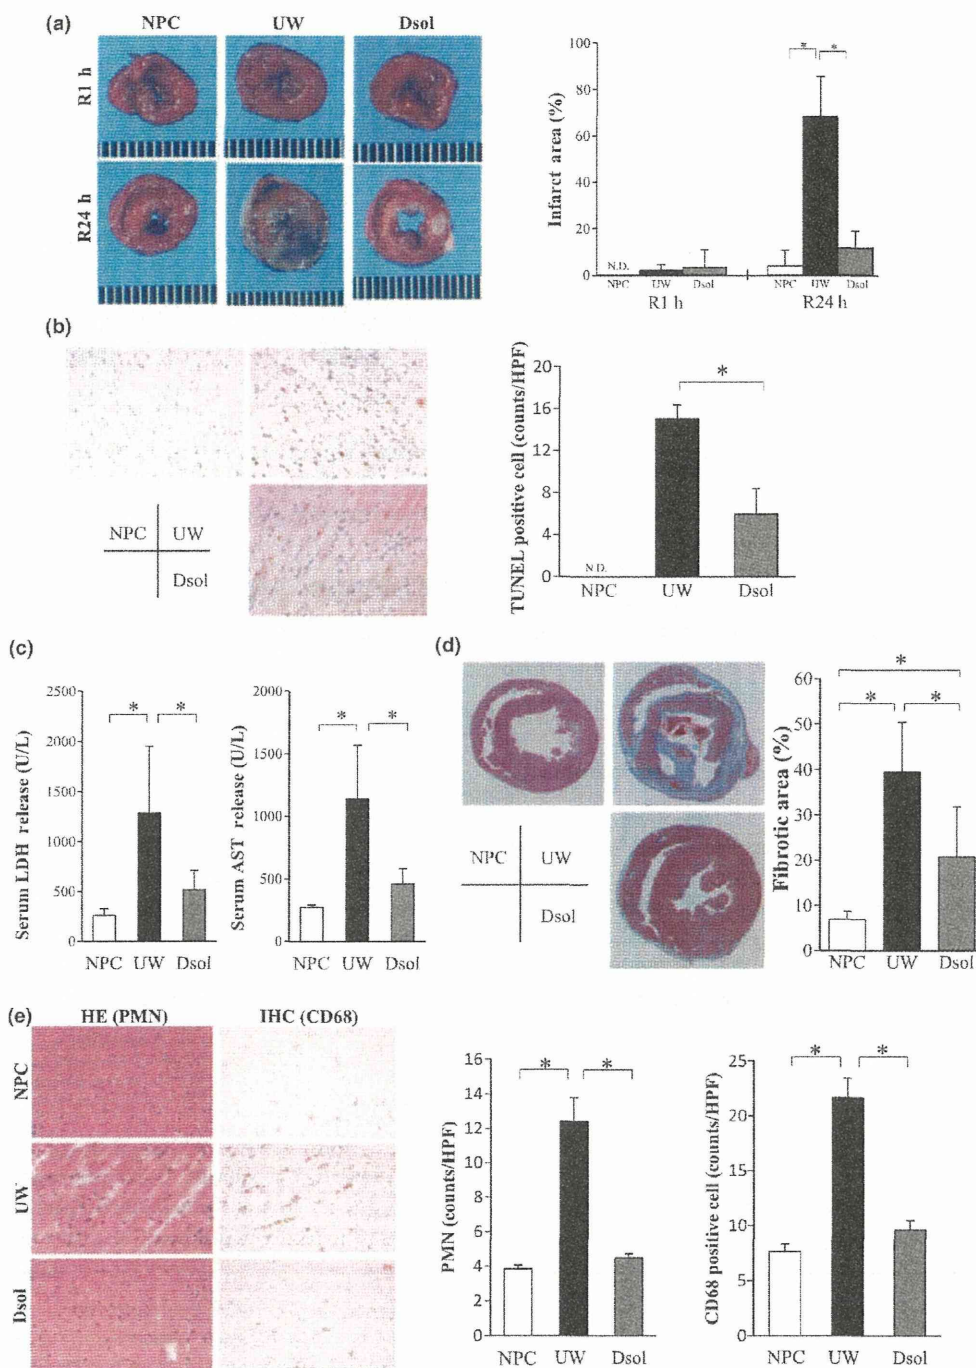 (a)
NPC UW Dsol
R1 h
R24 h
Infarct area (%)
100
80
60
40
20
0
* *
N.D.
NPC UW Dsol NPC UW Dsol
R1 h R24 h
(b)
NPC UW
Dsol
TUNEL positive cell (counts/HPF)
20
16
12
8
4
0
*
N.D.
NPC UW Dsol
(c)
Serum LDH release (U/L)
2500
2000
1500
1000
500
0
* *
NPC UW Dsol
Serum AST release (U/L)
2000
1500
1000
500
0
* *
NPC UW Dsol
(d)
NPC UW
Dsol
Fibrotic area (%)
60
50
40
30
20
10
0
*
* *
NPC UW Dsol
(e)
HE (PMN) IHC (CD68)
NPC
UW
Dsol
PMN (counts/HPF)
16
14
12
10
8
6
4
2
0
* *
NPC UW Dsol
CD68 positive cell (counts/HPF)
25
20
15
10
5
0
* *
NPC UW Dsol